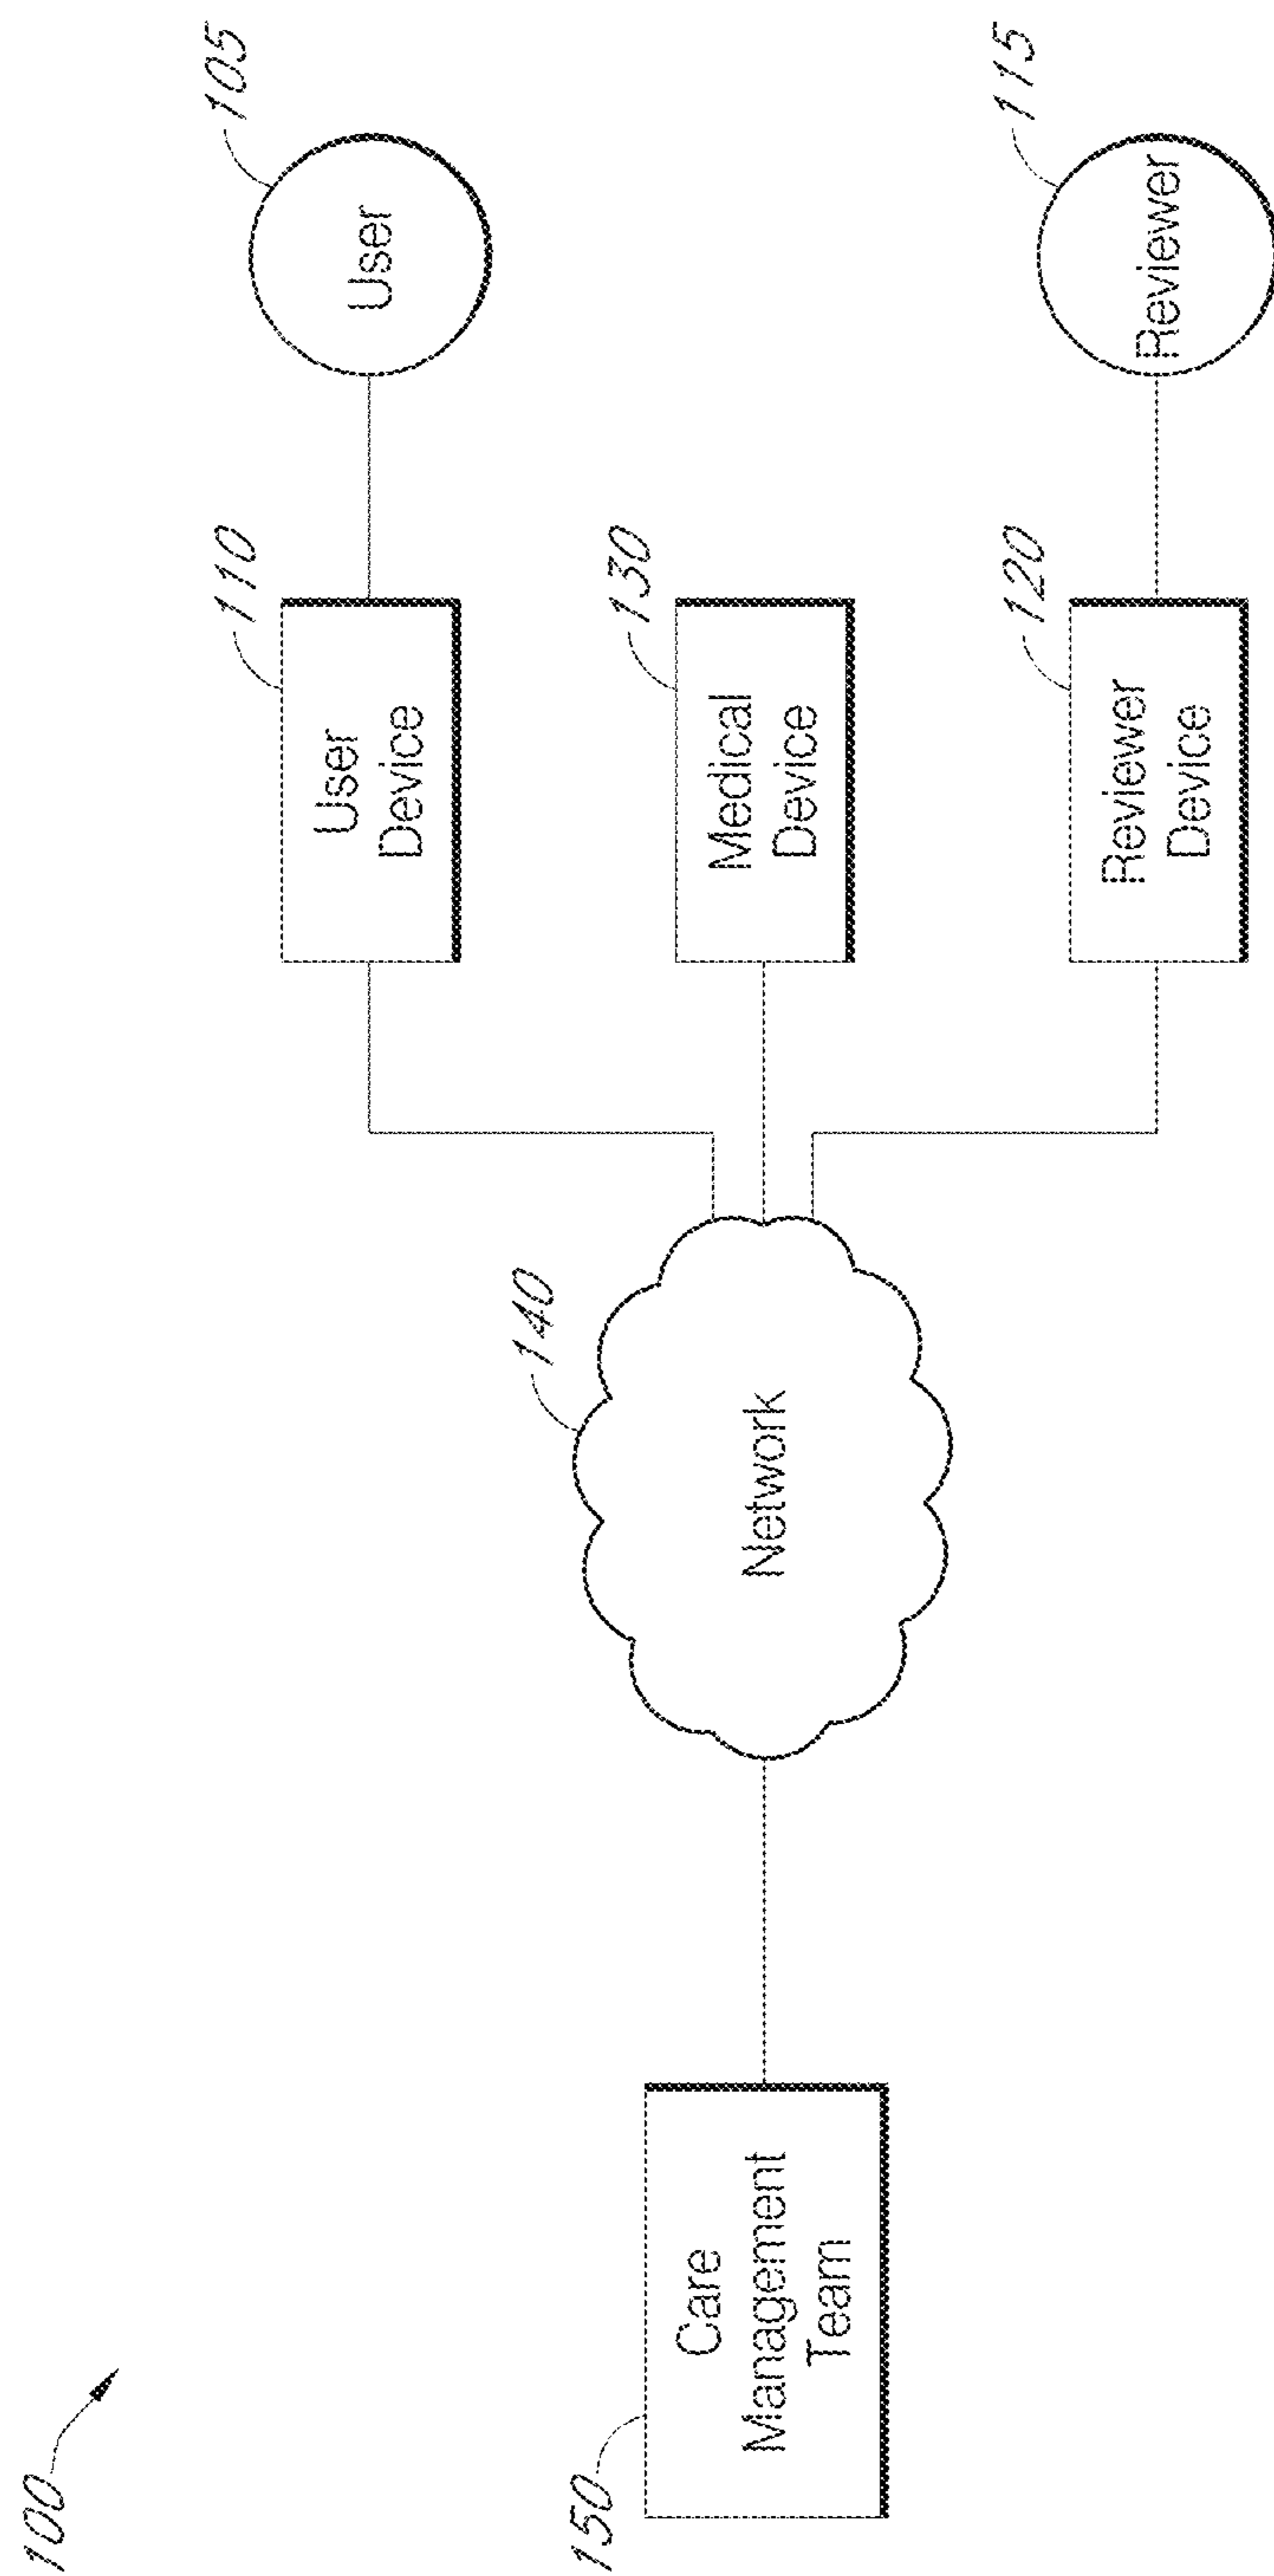 100
150
Care
Management
Team
140
Network
110
User
Device
105
User
130
Medical
Device
120
Reviewer
Device
115
Reviewer